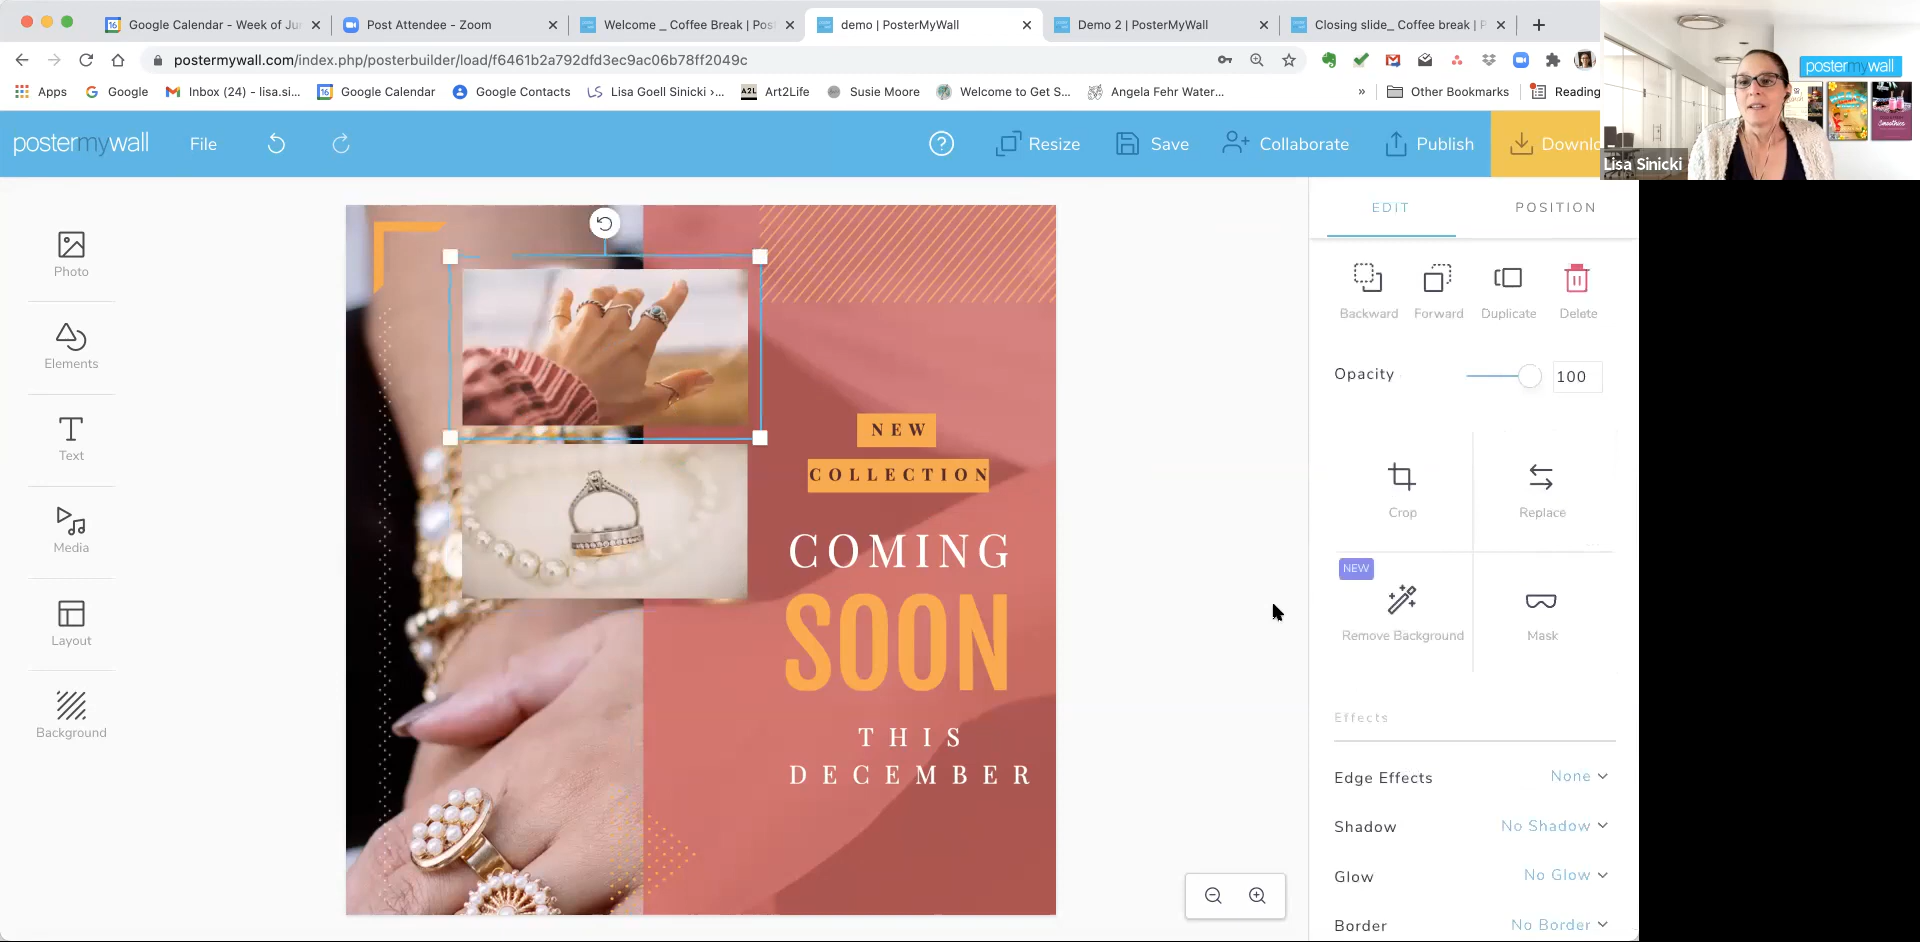 Google Calendar - Week of Ju
Post Attendee - Zoom
Welcome _ Coffee Break | Pos
demo | PosterMyWall
Demo 2 | PosterMyWall
Closing slide_ Coffee break | P
postermywall.com/index.php/posterbuilder/load/f6461b2a792dfd3ec9ac06b78ff2049c
Apps
Google
Inbox (24) - lisa.si...
Google Calendar
Google Contacts
LS Lisa Goell Sinicki ›...
A2L Art2Life
Susie Moore
Welcome to Get S...
Angela Fehr Water...
»
Other Bookmarks
Reading
postermywall
File
Resize
Save
Collaborate
Publish
Downlo
postermywall
Smoothies
Lisa Sinicki
Photo
Elements
Text
Media
Layout
Background
NEW
COLLECTION
COMING
SOON
THIS
DECEMBER
EDIT
POSITION
Backward
Forward
Duplicate
Delete
Opacity
100
Crop
Replace
NEW
Remove Background
Mask
Effects
Edge Effects
None
Shadow
No Shadow
Glow
No Glow
Border
No Border